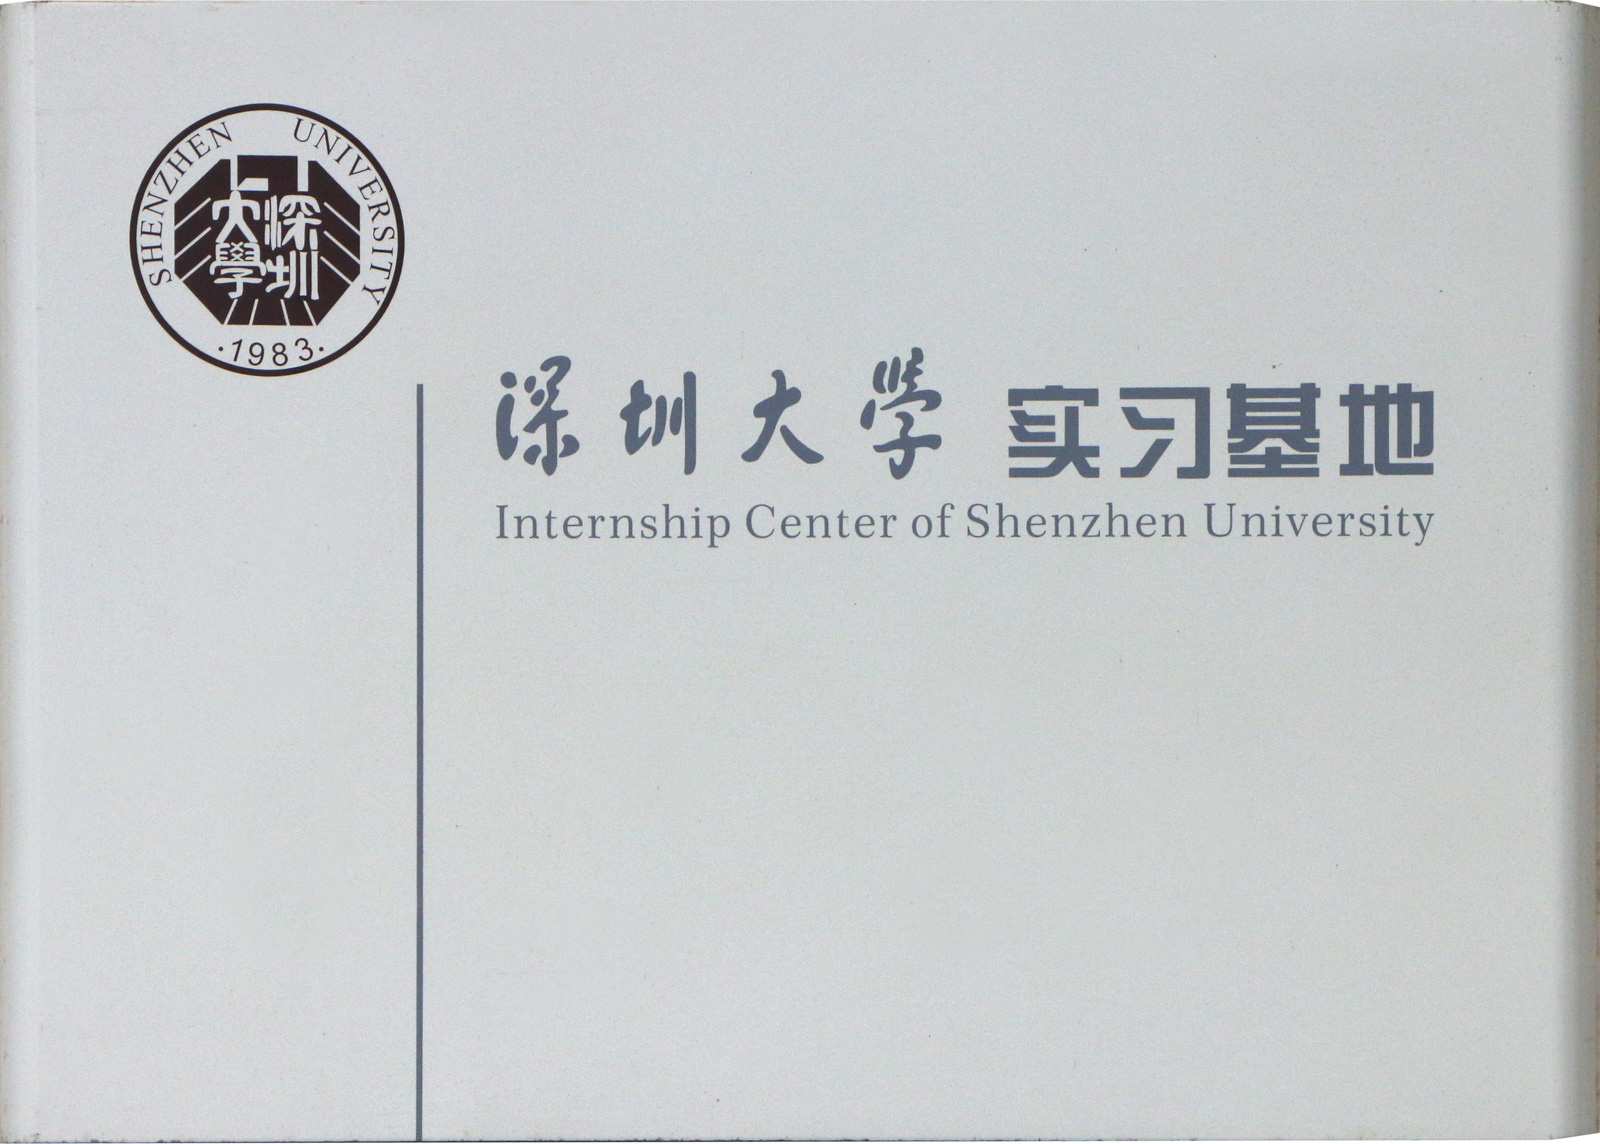 SHENZHEN UNIVERSITY
深圳
大學
·1983·
深圳大學 实习基地
Internship Center of Shenzhen University